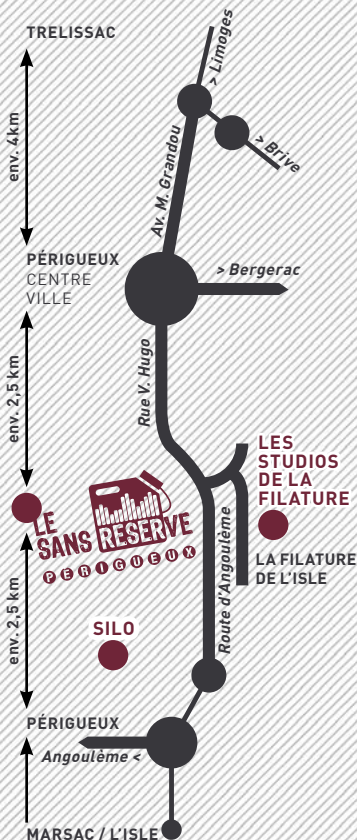 TRELISSAC
> Limoges
> Brive
env. 4km
Av. M. Grandou
PÉRIGUEUX
CENTRE
VILLE
> Bergerac
env. 2,5 km
Rue V. Hugo
LES
STUDIOS
DE LA
FILATURE
LE
SANS RÉSERVE
PERIGUEUX
LA FILATURE
DE L'ISLE
Route d'Angoulême
env. 2,5 km
SILO
PÉRIGUEUX
Angoulême <
MARSAC / L'ISLE